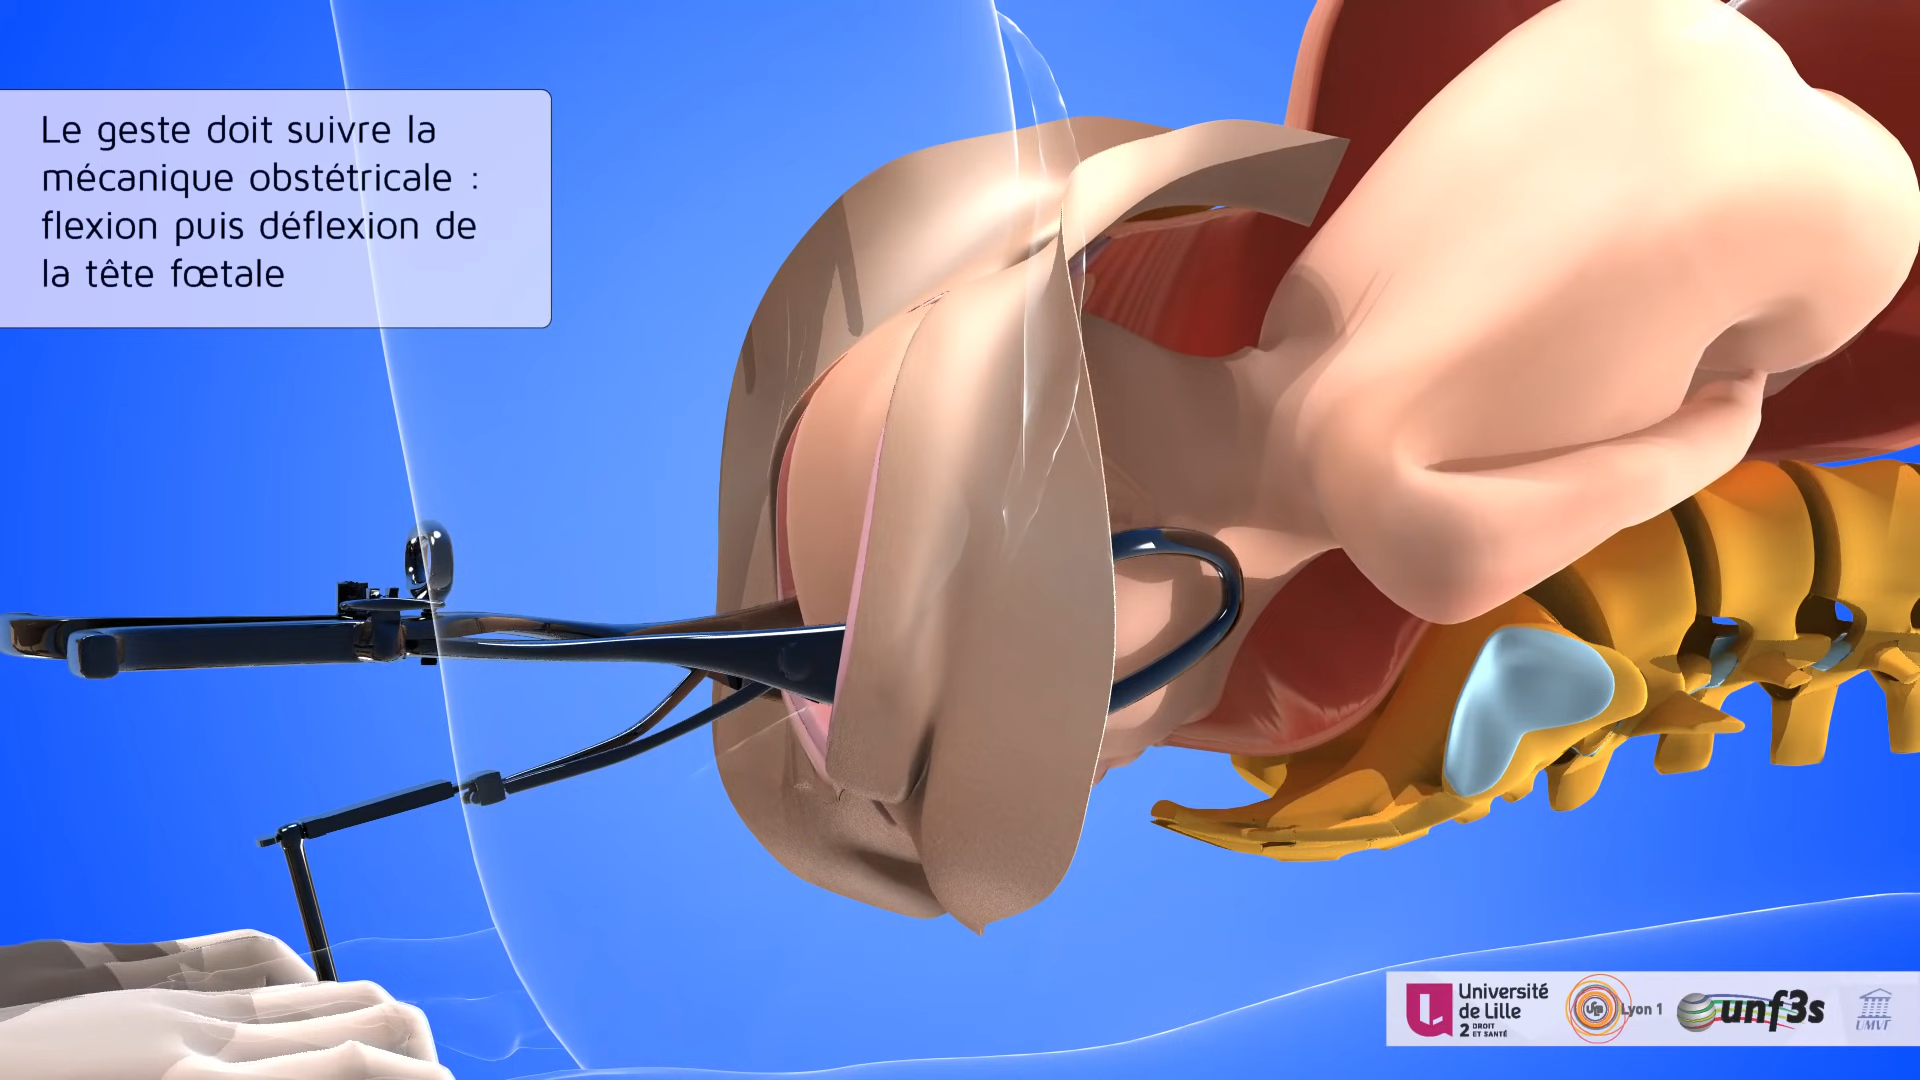 Le geste doit suivre la
mécanique obstétricale :
flexion puis déflexion de
la tête fœtale
Université
de Lille
2 DROIT
ET SANTÉ
Lyon 1
unf3s
UMVF